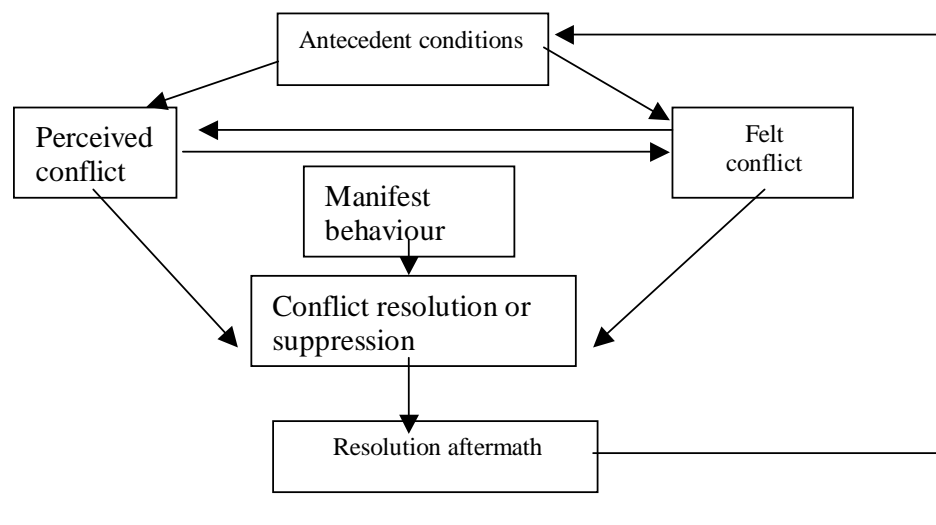 Antecedent conditions
Perceived
conflict
Felt
conflict
Manifest
behaviour
Conflict resolution or
suppression
Resolution aftermath